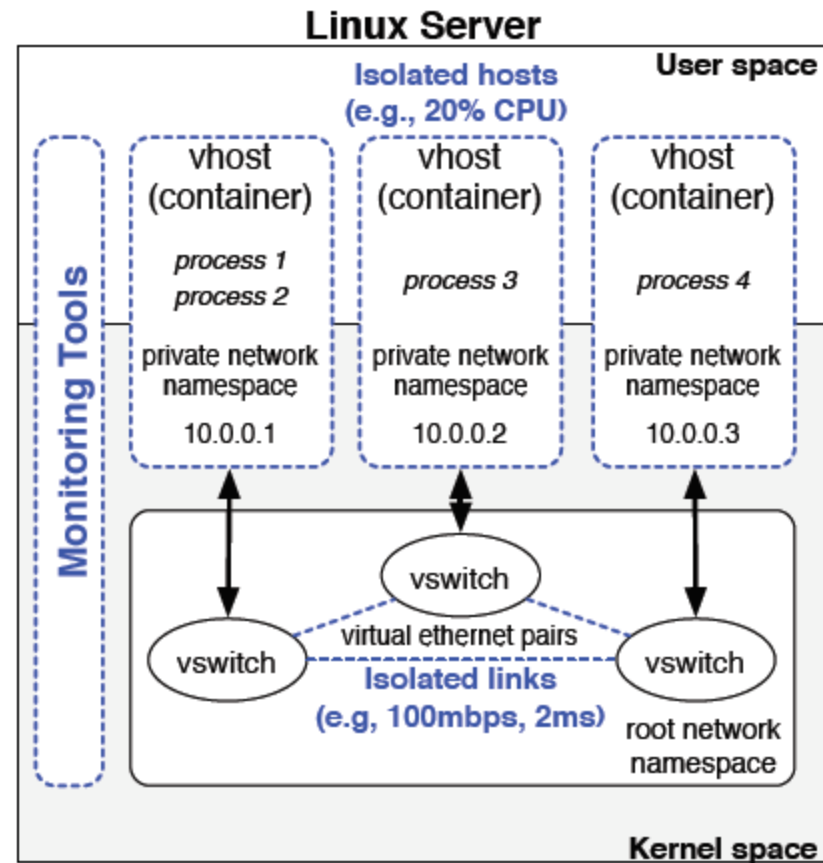 Linux Server
User space
Isolated hosts
(e.g., 20% CPU)
Monitoring Tools
vhost
(container)
process 1
process 2
private network
namespace
10.0.0.1
vhost
(container)
process 3
private network
namespace
10.0.0.2
vhost
(container)
process 4
private network
namespace
10.0.0.3
vswitch
vswitch
vswitch
virtual ethernet pairs
Isolated links
(e.g, 100mbps, 2ms)
root network
namespace
Kernel space